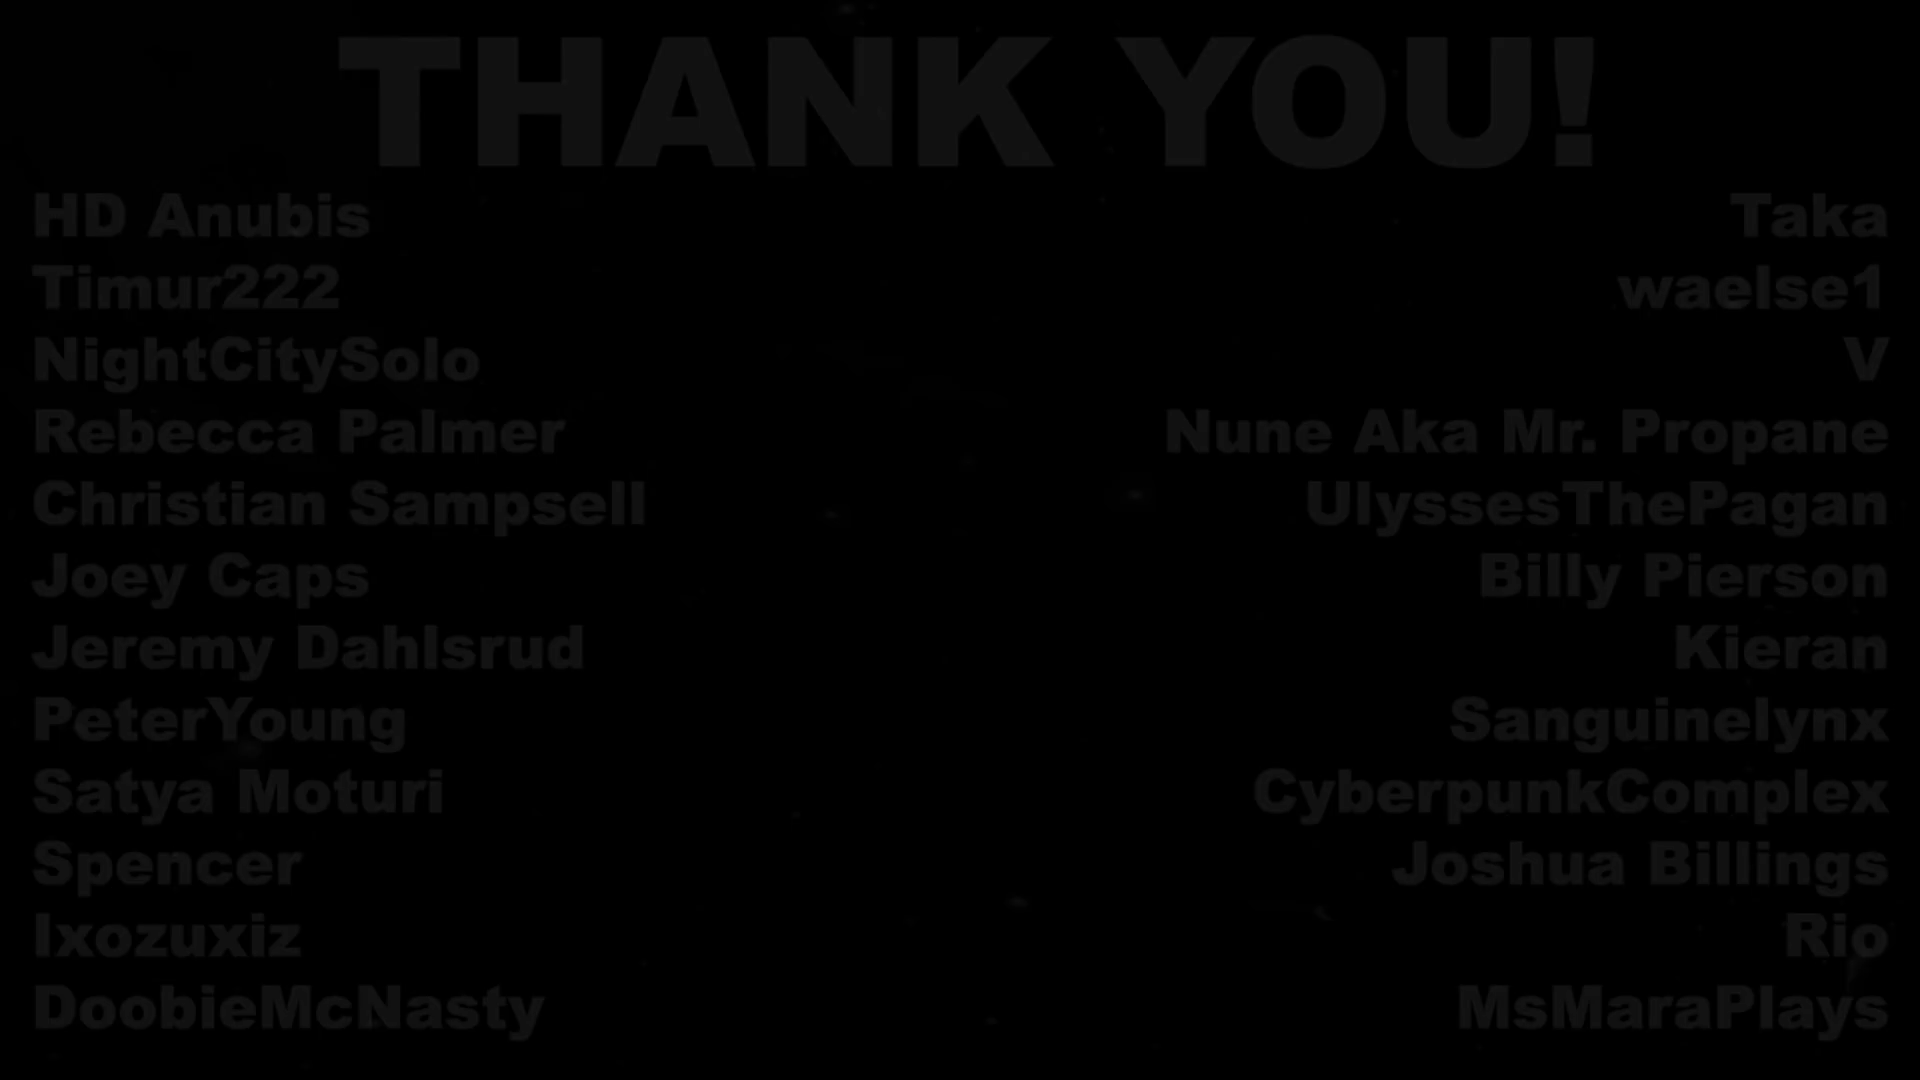 THANK YOU!
HD Anubis
Timur222
NightCitySolo
Rebecca Palmer
Christian Sampsell
Joey Caps
Jeremy Dahlsrud
PeterYoung
Satya Moturi
Spencer
Ixozuxiz
DoobieMcNasty
Taka
waelse1
V
Nune Aka Mr. Propane
UlyssesThePagan
Billy Pierson
Kieran
Sanguinelynx
CyberpunkComplex
Joshua Billings
Rio
MsMaraPlays